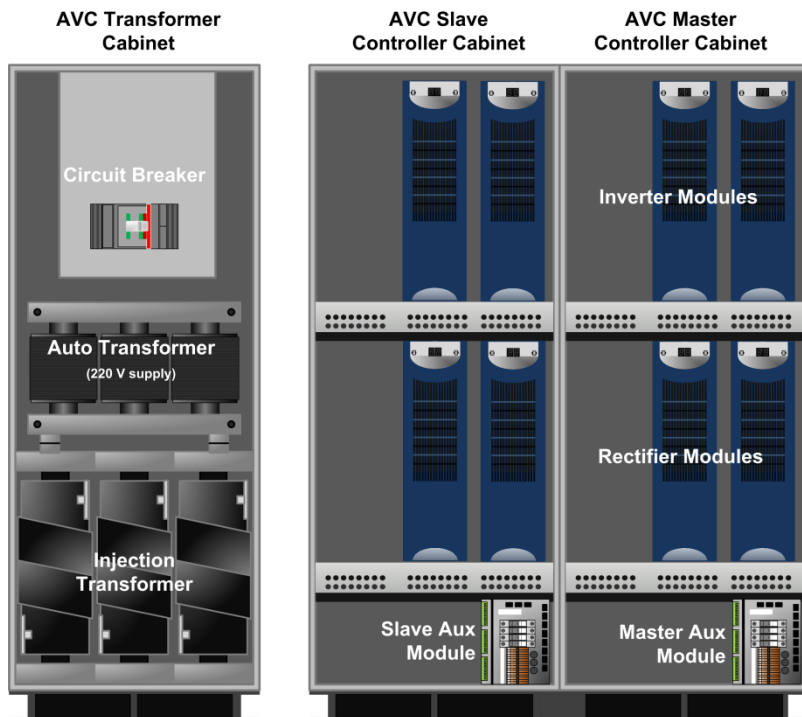 AVC Transformer
Cabinet
AVC Slave
Controller Cabinet
AVC Master
Controller Cabinet
Circuit Breaker
Inverter Modules
Auto Transformer
(220 V supply)
Rectifier Modules
Injection
Transformer
Slave Aux
Module
Master Aux
Module